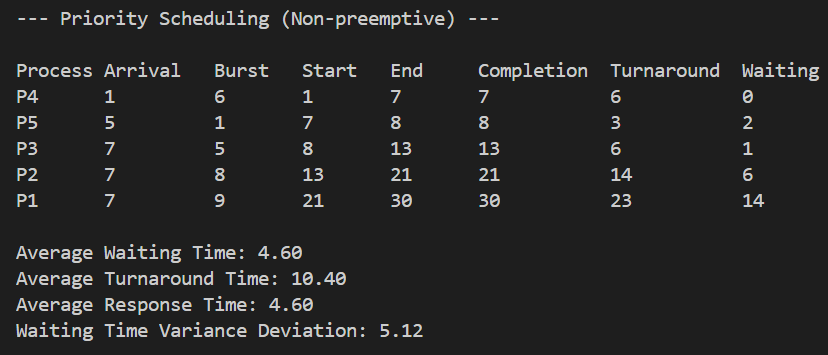 --- Priority Scheduling (Non-preemptive) ---
Process Arrival Burst Start End Completion Turnaround Waiting
P4 1 6 1 7 7 6 0
P5 5 1 7 8 8 3 2
P3 7 5 8 13 13 6 1
P2 7 8 13 21 21 14 6
P1 7 9 21 30 30 23 14
Average Waiting Time: 4.60
Average Turnaround Time: 10.40
Average Response Time: 4.60
Waiting Time Variance Deviation: 5.12